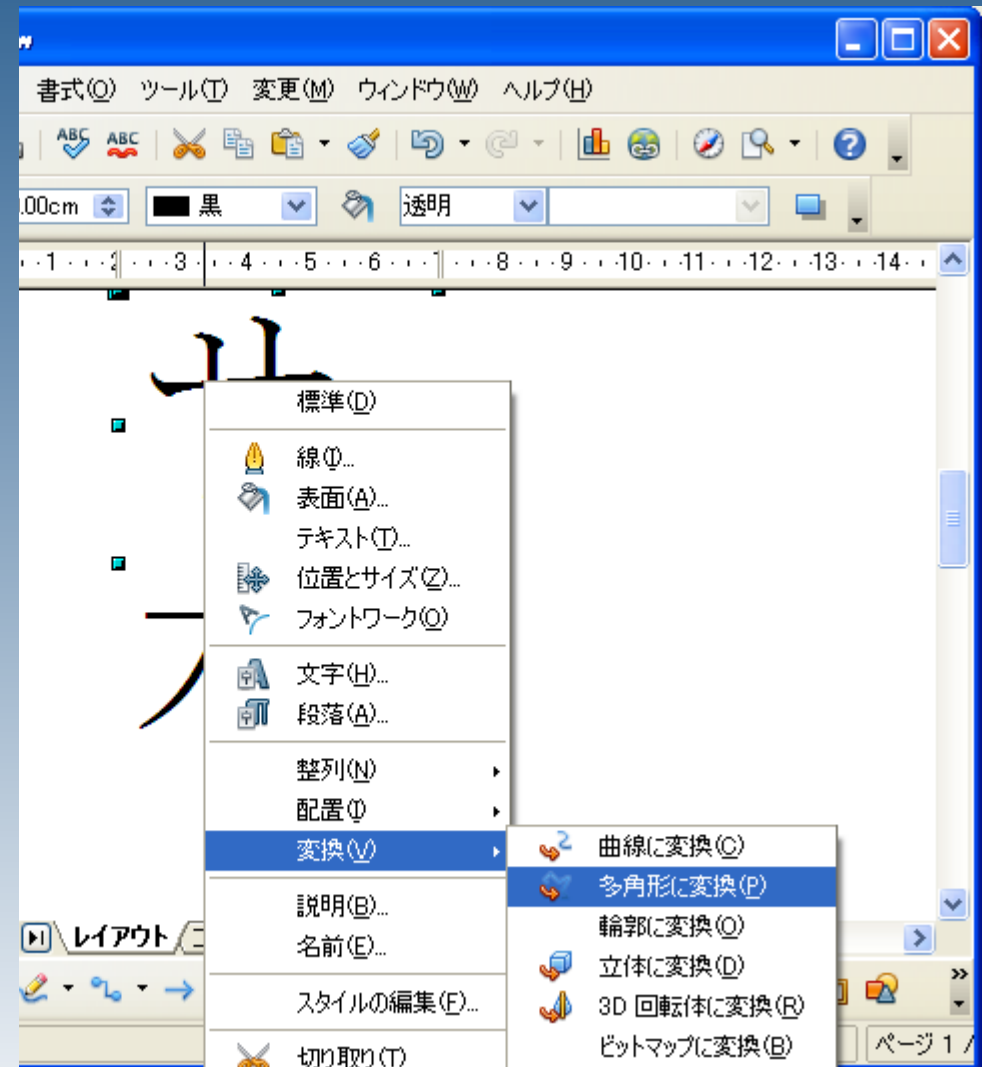 書式(O) ツール(T) 変更(M) ウィンドウ(W) ヘルプ(H)
ABC ABC
.00cm 黒 透明
1 2 3 4 5 6 7 8 9 10 11 12 13 14
標準(D)
線(I)...
表面(A)...
テキスト(T)...
位置とサイズ(Z)...
フォントワーク(O)
文字(H)...
段落(A)...
整列(N)
配置(I)
変換(V)
曲線に変換(C)
多角形に変換(P)
輪郭に変換(O)
立体に変換(D)
3D 回転体に変換(R)
ビットマップに変換(B)
説明(B)...
名前(E)...
レイアウト
スタイルの編集(F)...
切り取り(T)
ページ 1 /